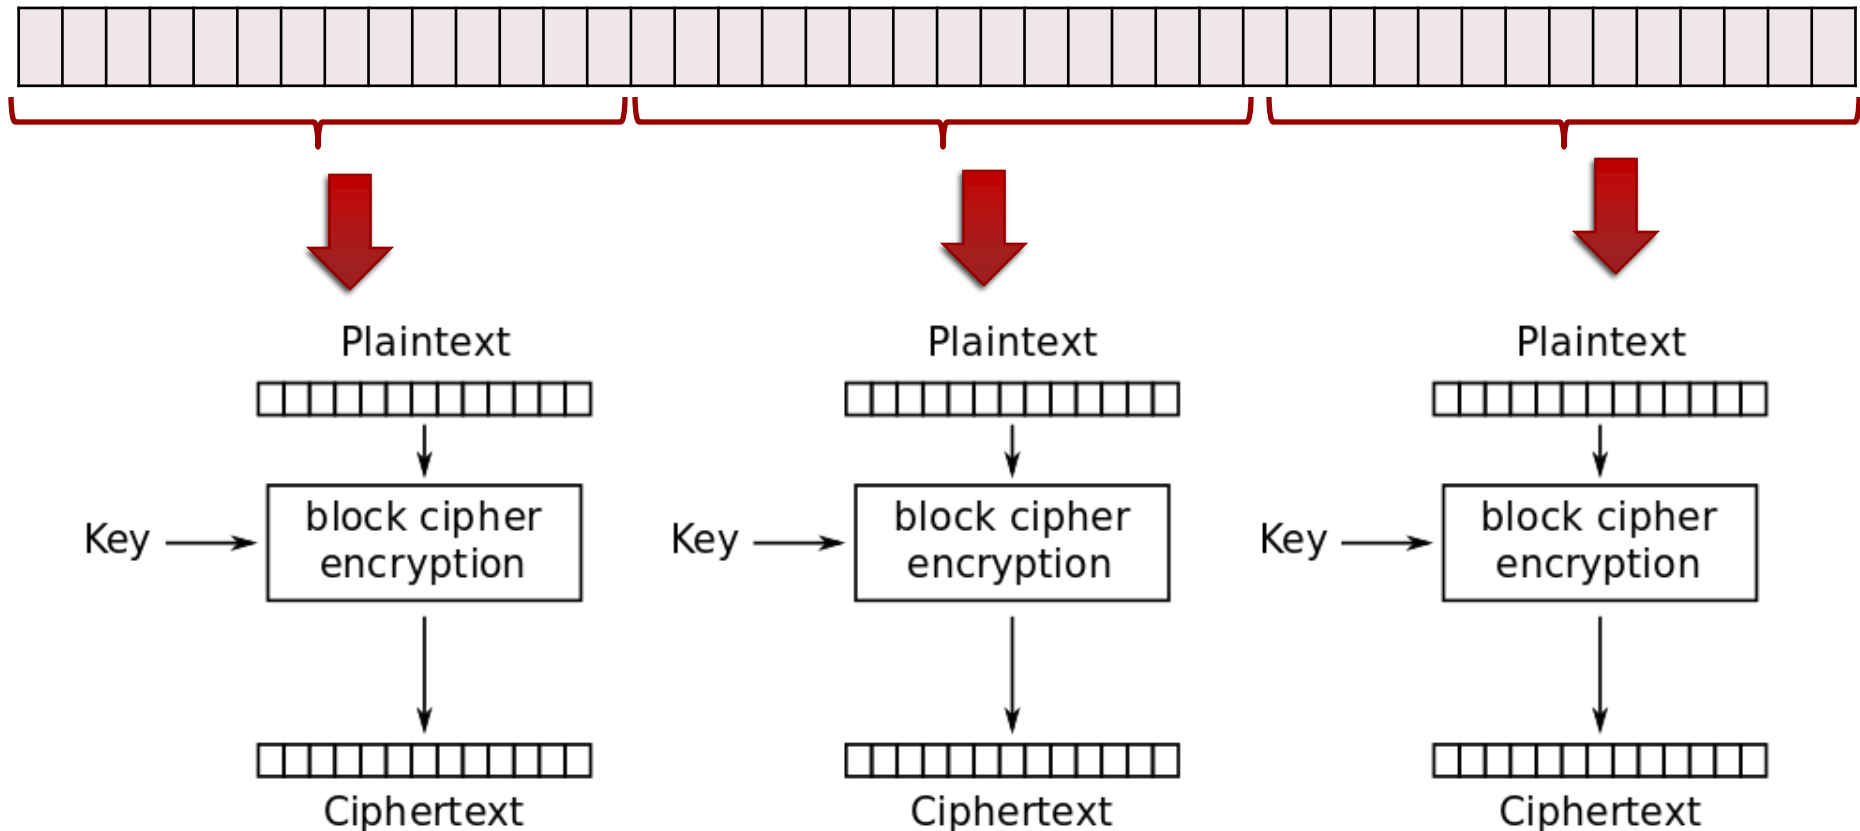 Plaintext
Plaintext
Plaintext
Key
block cipher
encryption
Key
block cipher
encryption
Key
block cipher
encryption
Ciphertext
Ciphertext
Ciphertext